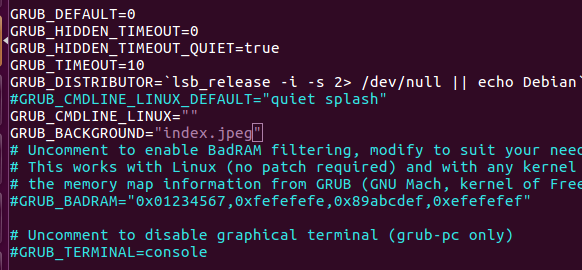 GRUB_DEFAULT=0
GRUB_HIDDEN_TIMEOUT=0
GRUB_HIDDEN_TIMEOUT_QUIET=true
GRUB_TIMEOUT=10
GRUB_DISTRIBUTOR=`lsb_release -i -s 2> /dev/null || echo Debian`
#GRUB_CMDLINE_LINUX_DEFAULT="quiet splash"
GRUB_CMDLINE_LINUX=""
GRUB_BACKGROUND="index.jpeg"
# Uncomment to enable BadRAM filtering, modify to suit your nee
# This works with Linux (no patch required) and with any kernel
# the memory map information from GRUB (GNU Mach, kernel of Free
#GRUB_BADRAM="0x01234567,0xfefefefe,0x89abcdef,0xefefefef"
# Uncomment to disable graphical terminal (grub-pc only)
#GRUB_TERMINAL=console